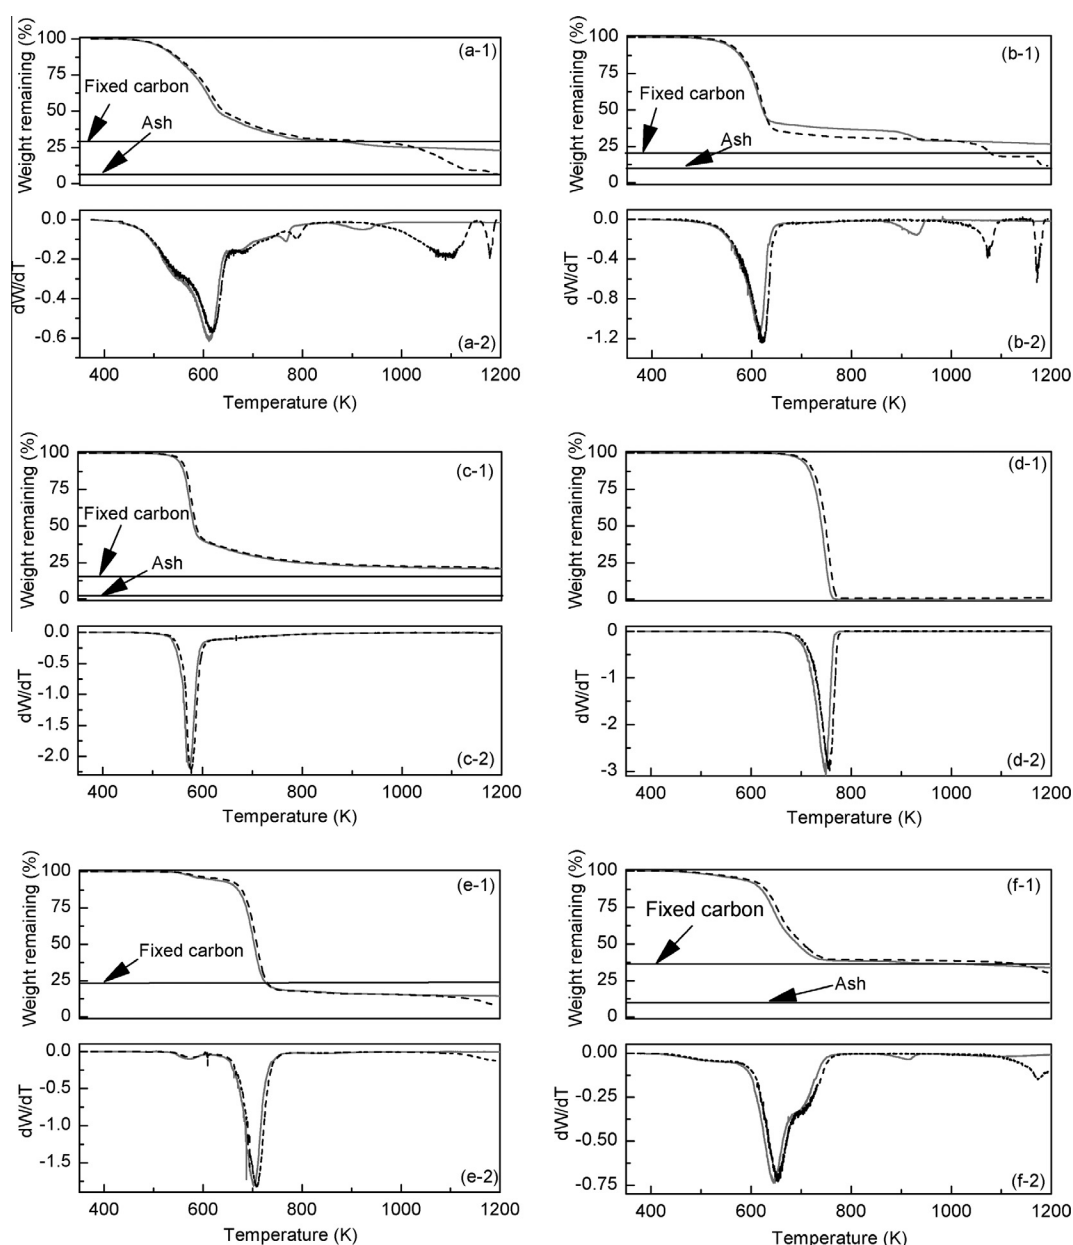 Weight remaining (%)
100
75
50
25
0
Fixed carbon
Ash
(a-1)
dW/dT
0.0
-0.2
-0.4
-0.6
(a-2)
400 600 800 1000 1200
Temperature (K)
Weight remaining (%)
100
75
50
25
0
Fixed carbon
Ash
(b-1)
dW/dT
0.0
-0.4
-0.8
-1.2
(b-2)
400 600 800 1000 1200
Temperature (K)
Weight remaining (%)
100
75
50
25
0
Fixed carbon
Ash
(c-1)
dW/dT
0.0
-0.5
-1.0
-1.5
-2.0
(c-2)
400 600 800 1000 1200
Temperature (K)
Weight remaining (%)
100
75
50
25
0
(d-1)
dW/dT
0
-1
-2
-3
(d-2)
400 600 800 1000 1200
Temperature (K)
Weight remaining (%)
100
75
50
25
0
Fixed carbon
(e-1)
dW/dT
0.0
-0.5
-1.0
-1.5
(e-2)
400 600 800 1000 1200
Temperature (K)
Weight remaining (%)
100
75
50
25
0
Fixed carbon
Ash
(f-1)
dW/dT
0.00
-0.25
-0.50
-0.75
(f-2)
400 600 800 1000 1200
Temperature (K)